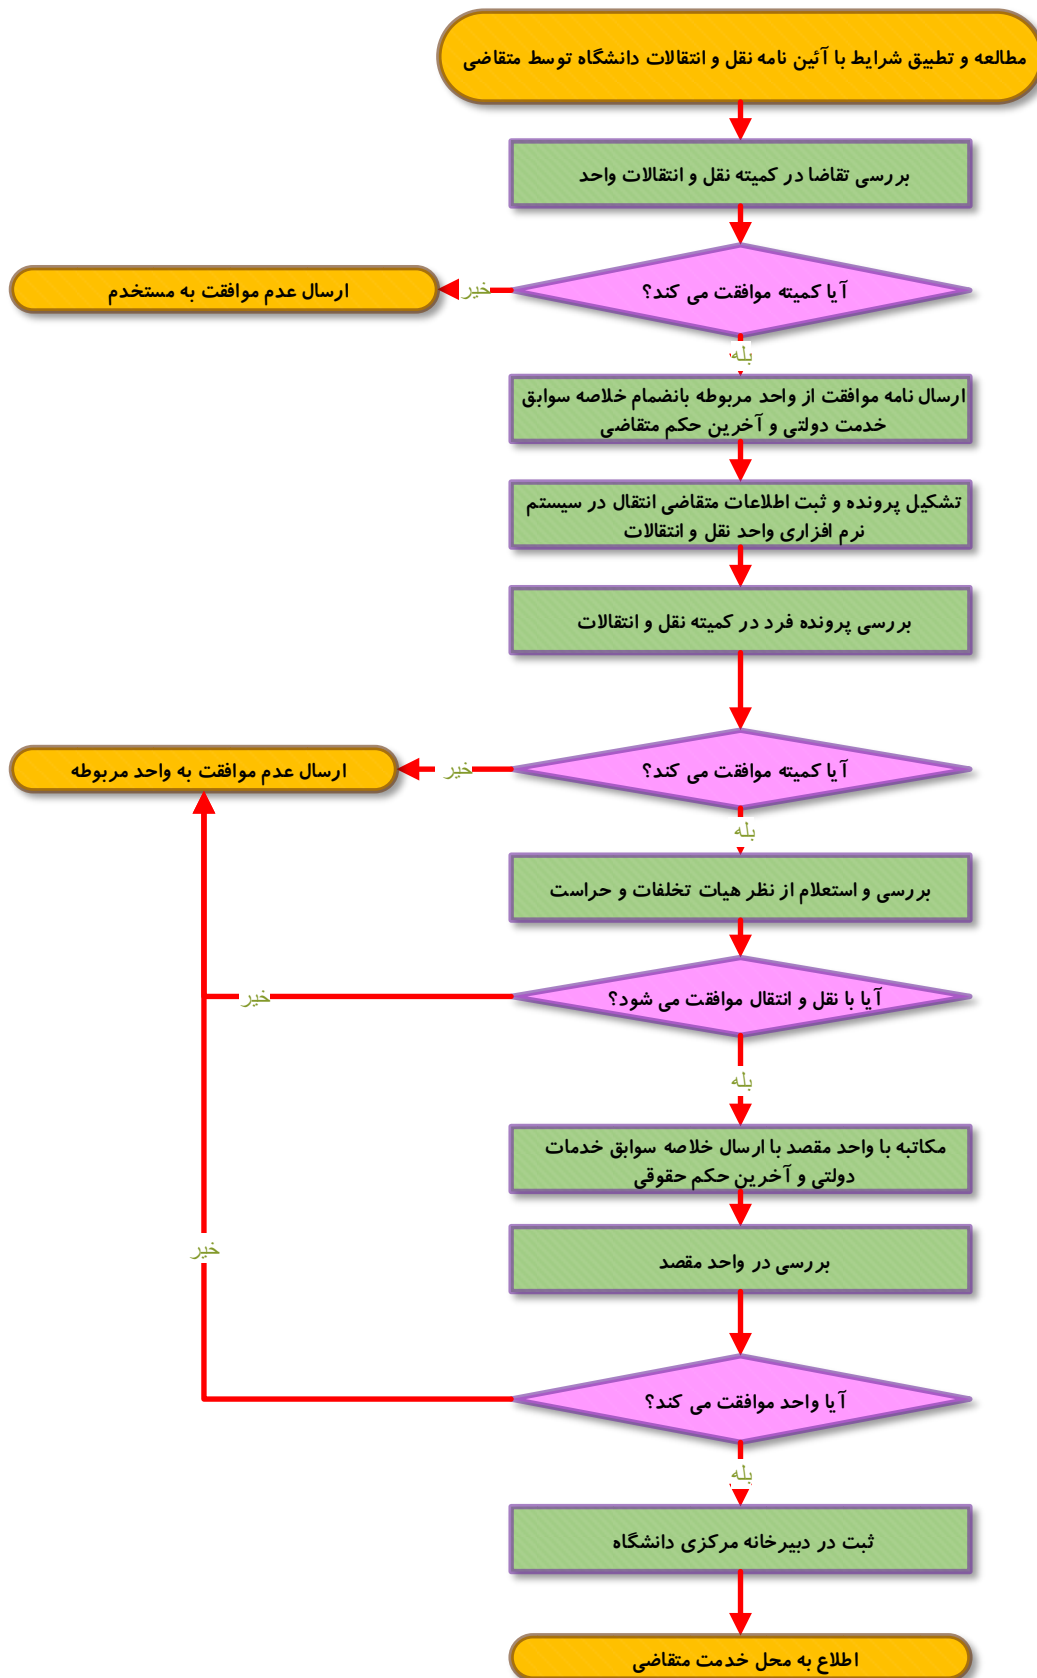 مطالعه و تطبیق شرایط با آئین نامه نقل و انتقالات دانشگاه توسط متقاضی
بررسی تقاضا در کمیته نقل و انتقالات واحد
آیا کمیته موافقت می کند؟
خیر
ارسال عدم موافقت به مستخدم
بله
ارسال نامه موافقت از واحد مربوطه بانضمام خلاصه سوابق
خدمت دولتی و آخرین حکم متقاضی
تشکیل پرونده و ثبت اطلاعات متقاضی انتقال در سیستم
نرم افزاری واحد نقل و انتقالات
بررسی پرونده فرد در کمیته نقل و انتقالات
آیا کمیته موافقت می کند؟
خیر
ارسال عدم موافقت به واحد مربوطه
بله
بررسی و استعلام از نظر هیات تخلفات و حراست
آیا با نقل و انتقال موافقت می شود؟
خیر
بله
مکاتبه با واحد مقصد با ارسال خلاصه سوابق خدمات
دولتی و آخرین حکم حقوقی
بررسی در واحد مقصد
خیر
آیا واحد موافقت می کند؟
بله
ثبت در دبیرخانه مرکزی دانشگاه
اطلاع به محل خدمت متقاضی